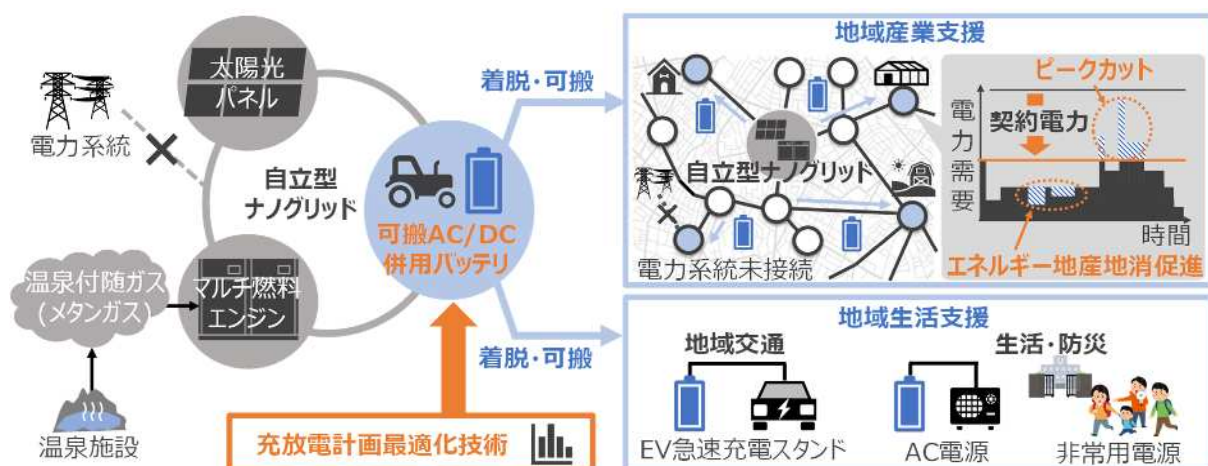 電力系統
太陽光
パネル
自立型
ナノグリッド
可搬AC/DC
併用バッテリ
マルチ燃料
エンジン
温泉付随ガス
(メタンガス)
温泉施設
充放電計画最適化技術
着脱・可搬
着脱・可搬
地域産業支援
自立型ナノグリッド
電力系統未接続
ピークカット
契約電力
電力需要
時間
エネルギー地産地消促進
地域生活支援
地域交通
EV急速充電スタンド
生活・防災
AC電源
非常用電源